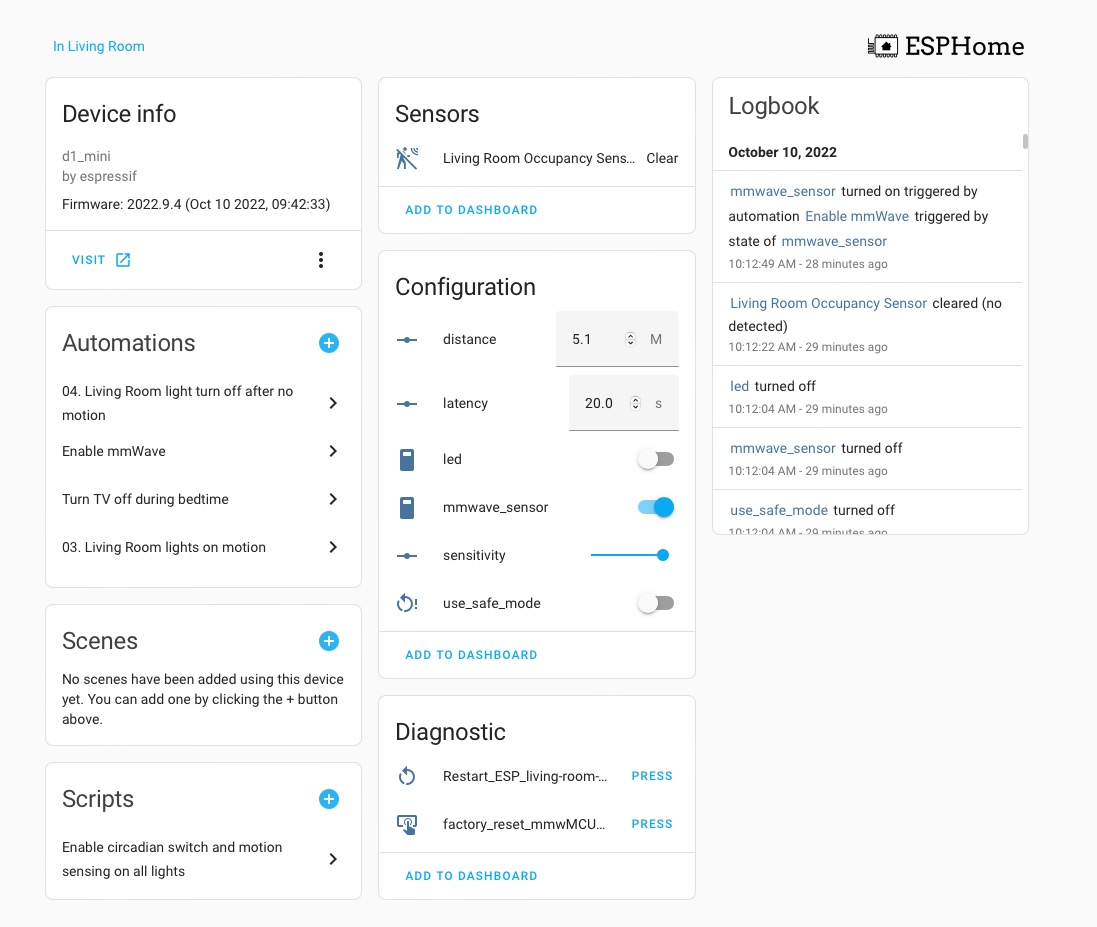 In Living Room
ESPHome
Device info
d1_mini
by espressif
Firmware: 2022.9.4 (Oct 10 2022, 09:42:33)
VISIT
Automations
04. Living Room light turn off after no
motion
Enable mmWave
Turn TV off during bedtime
03. Living Room lights on motion
Scenes
No scenes have been added using this device
yet. You can add one by clicking the + button
above.
Scripts
Enable circadian switch and motion
sensing on all lights
Sensors
Living Room Occupancy Sens... Clear
ADD TO DASHBOARD
Configuration
distance 5.1 M
latency 20.0 s
led
mmwave_sensor
sensitivity
use_safe_mode
ADD TO DASHBOARD
Diagnostic
Restart_ESP_living-room-... PRESS
factory_reset_mmwMCU... PRESS
ADD TO DASHBOARD
Logbook
October 10, 2022
mmwave_sensor turned on triggered by
automation Enable mmWave triggered by
state of mmwave_sensor
10:12:49 AM - 28 minutes ago
Living Room Occupancy Sensor cleared (no
detected)
10:12:22 AM - 29 minutes ago
led turned off
10:12:04 AM - 29 minutes ago
mmwave_sensor turned off
10:12:04 AM - 29 minutes ago
use_safe_mode turned off
10:12:04 AM - 29 minutes ago